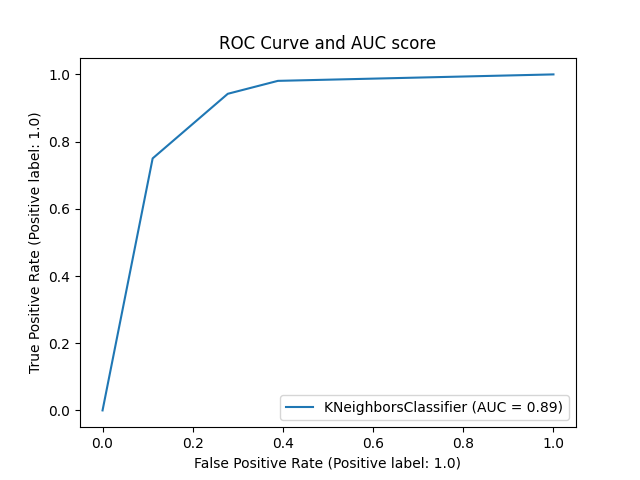 ROC Curve and AUC score
True Positive Rate (Positive label: 1.0)
1.0
0.8
0.6
0.4
0.2
0.0
KNeighborsClassifier (AUC = 0.89)
0.0 0.2 0.4 0.6 0.8 1.0
False Positive Rate (Positive label: 1.0)